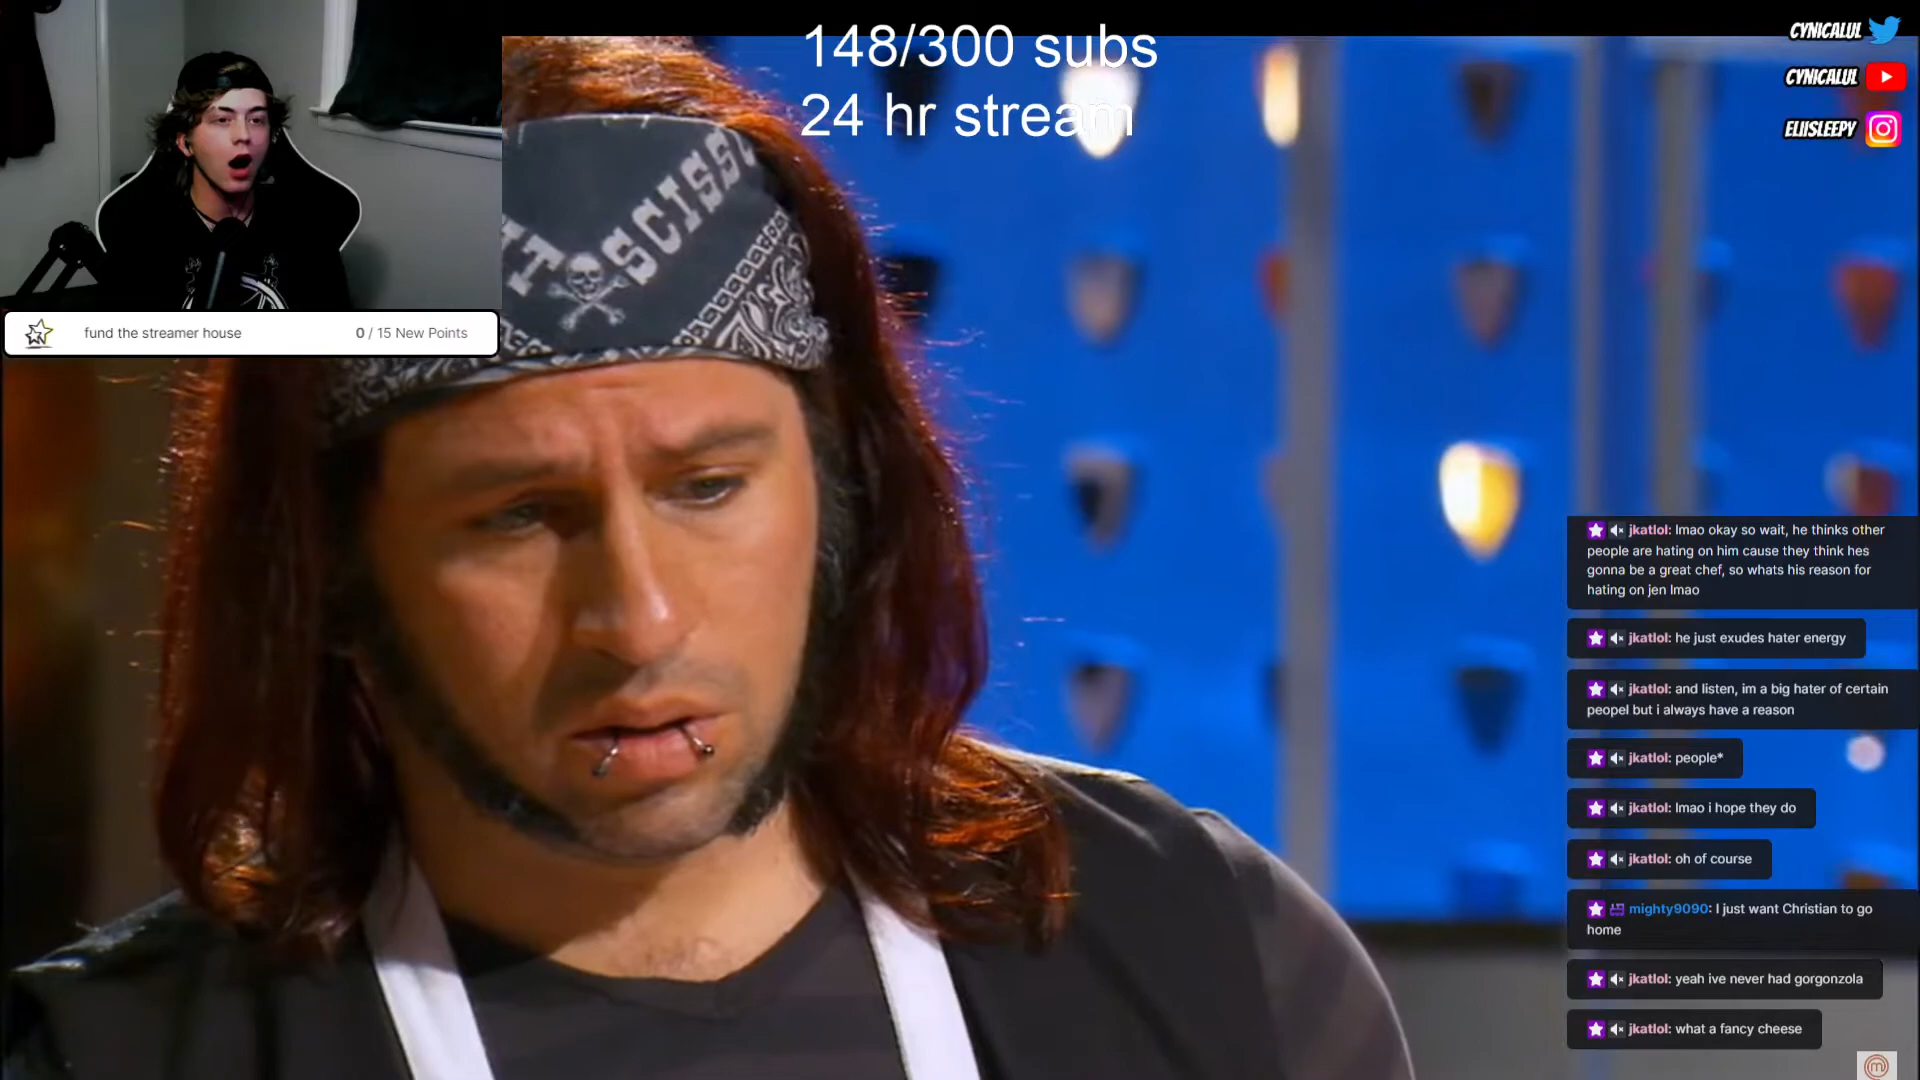 148/300 subs
24 hr stream
CYNICALUL
CYNICALUL
ELIISLEEPY
fund the streamer house
0 / 15 New Points
H SCISSO
jkatlol: lmao okay so wait, he thinks other
people are hating on him cause they think hes
gonna be a great chef, so whats his reason for
hating on jen lmao
jkatlol: he just exudes hater energy
jkatlol: and listen, im a big hater of certain
peopel but i always have a reason
jkatlol: people*
jkatlol: lmao i hope they do
jkatlol: oh of course
mighty9090: I just want Christian to go
home
jkatlol: yeah ive never had gorgonzola
jkatlol: what a fancy cheese